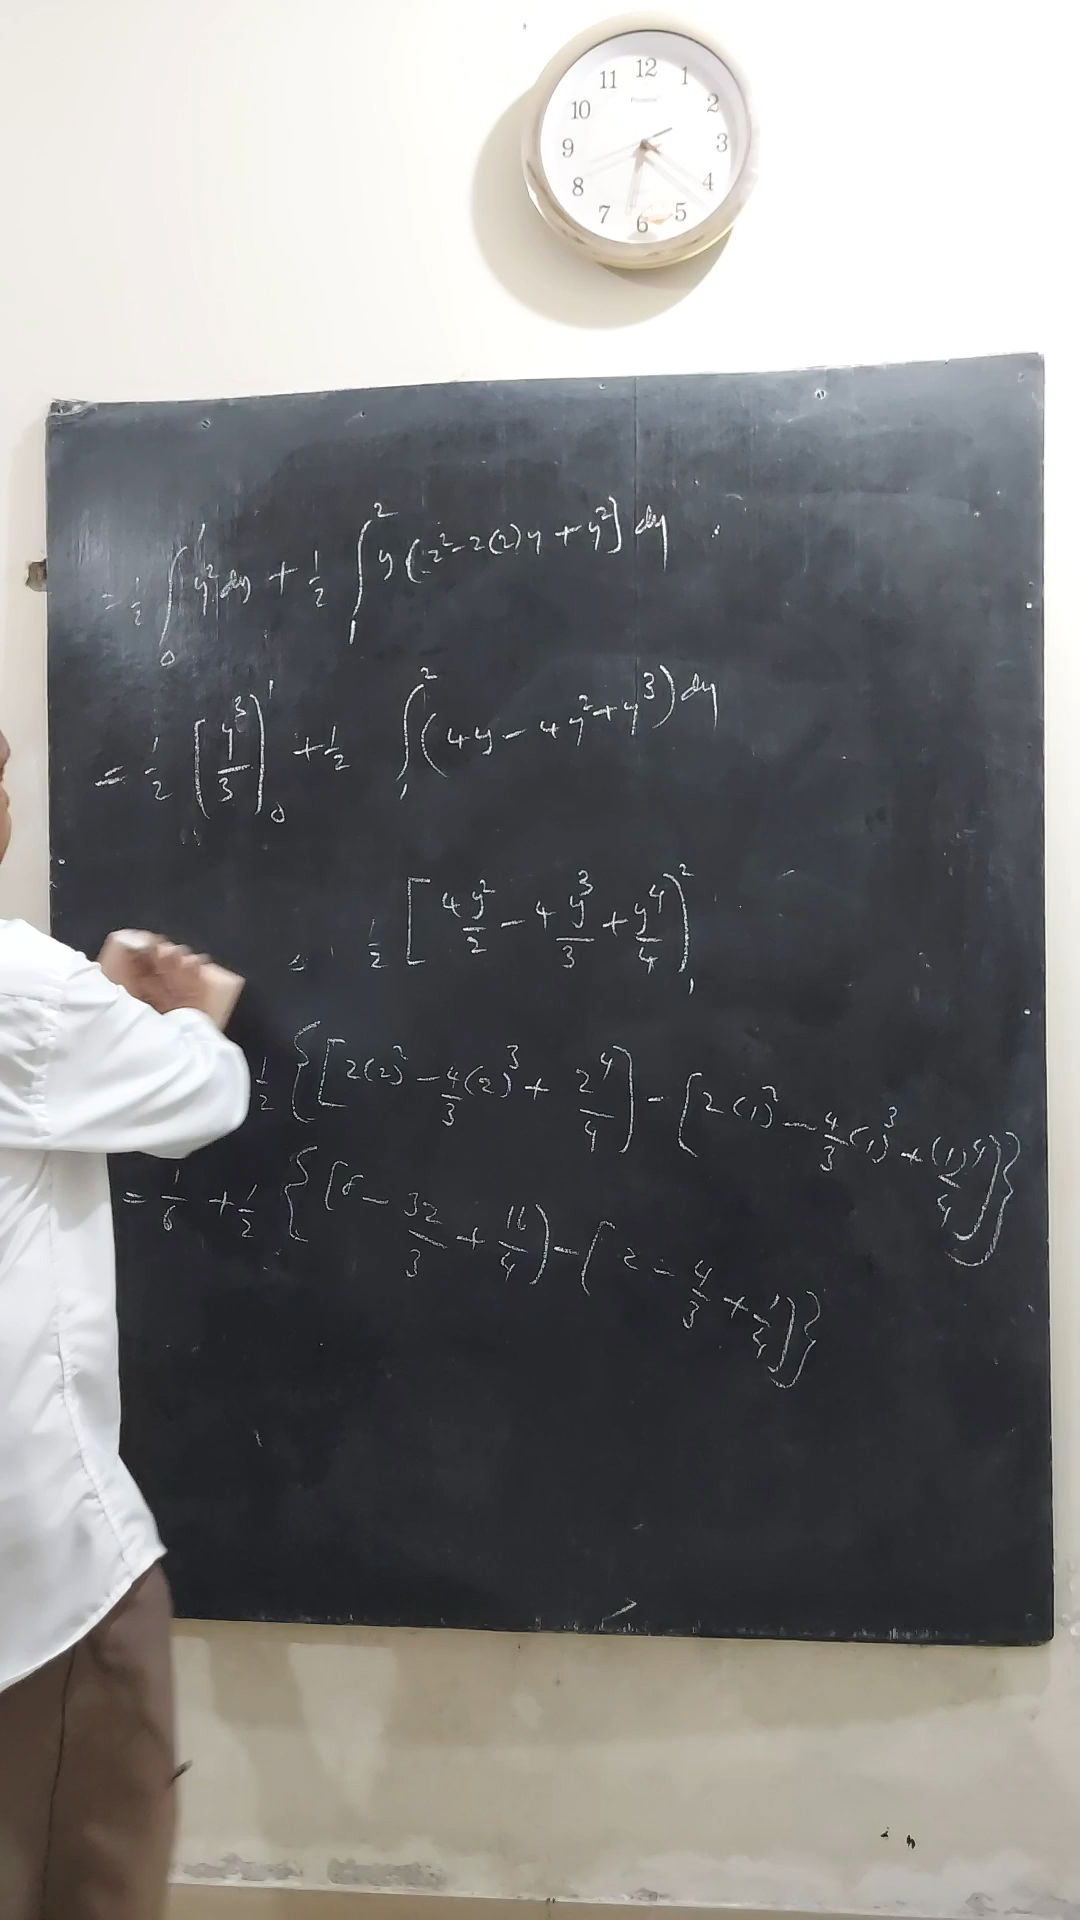 12
11 1
10 2
9 3
8 4
7 5
6
= 1/2 ∫₀¹ y² dy + 1/2 ∫₁² y (2² - 2(2)y + y²) dy
= 1/2 [y³/3]₀¹ + 1/2 ∫₁² (4y - 4y² + y³) dy
1/2 [4y²/2 - 4y³/3 + y⁴/4]₁²
1/2 {[2(2)² - 4/3(2)³ + 2⁴/4] - [2(1)² - 4/3(1)³ + (1)⁴/4]}
= 1/6 + 1/2 {[8 - 32/3 + 16/4] - [2 - 4/3 + 1/4]}